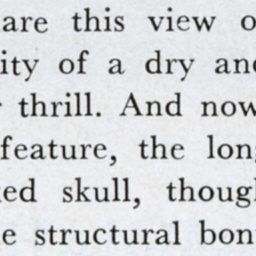 are this view o
ity of a dry and
thrill. And now
feature, the long
ed skull, though
e structural bon